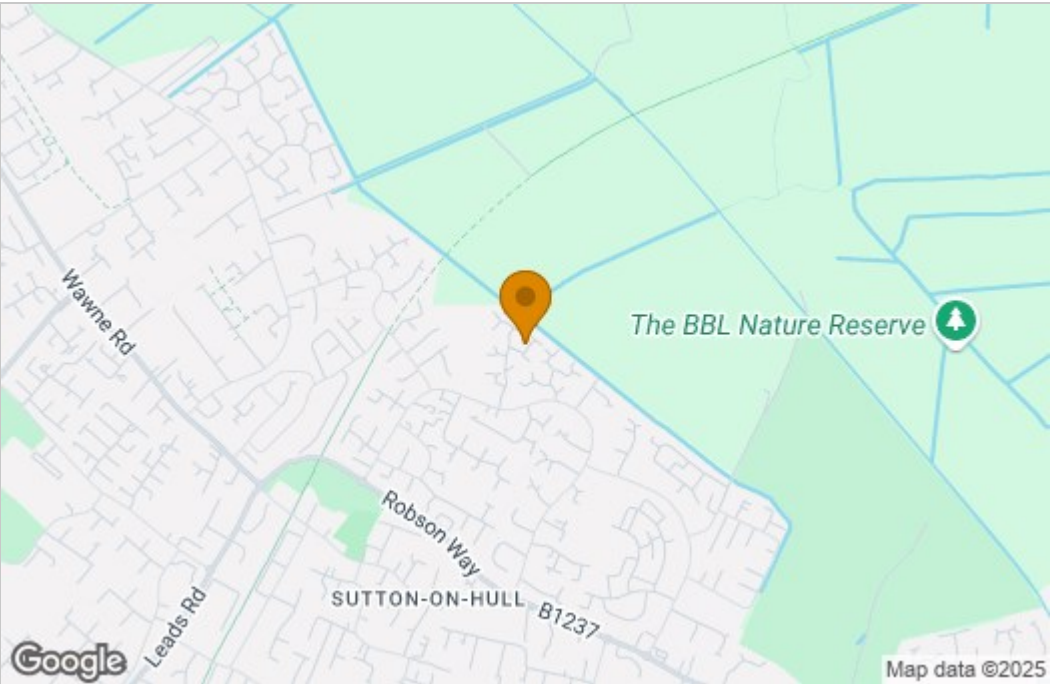 Wawne Rd
The BBL Nature Reserve
Robson Way
SUTTON-ON-HULL
B1237
Leads Rd
Google
Map data ©2025